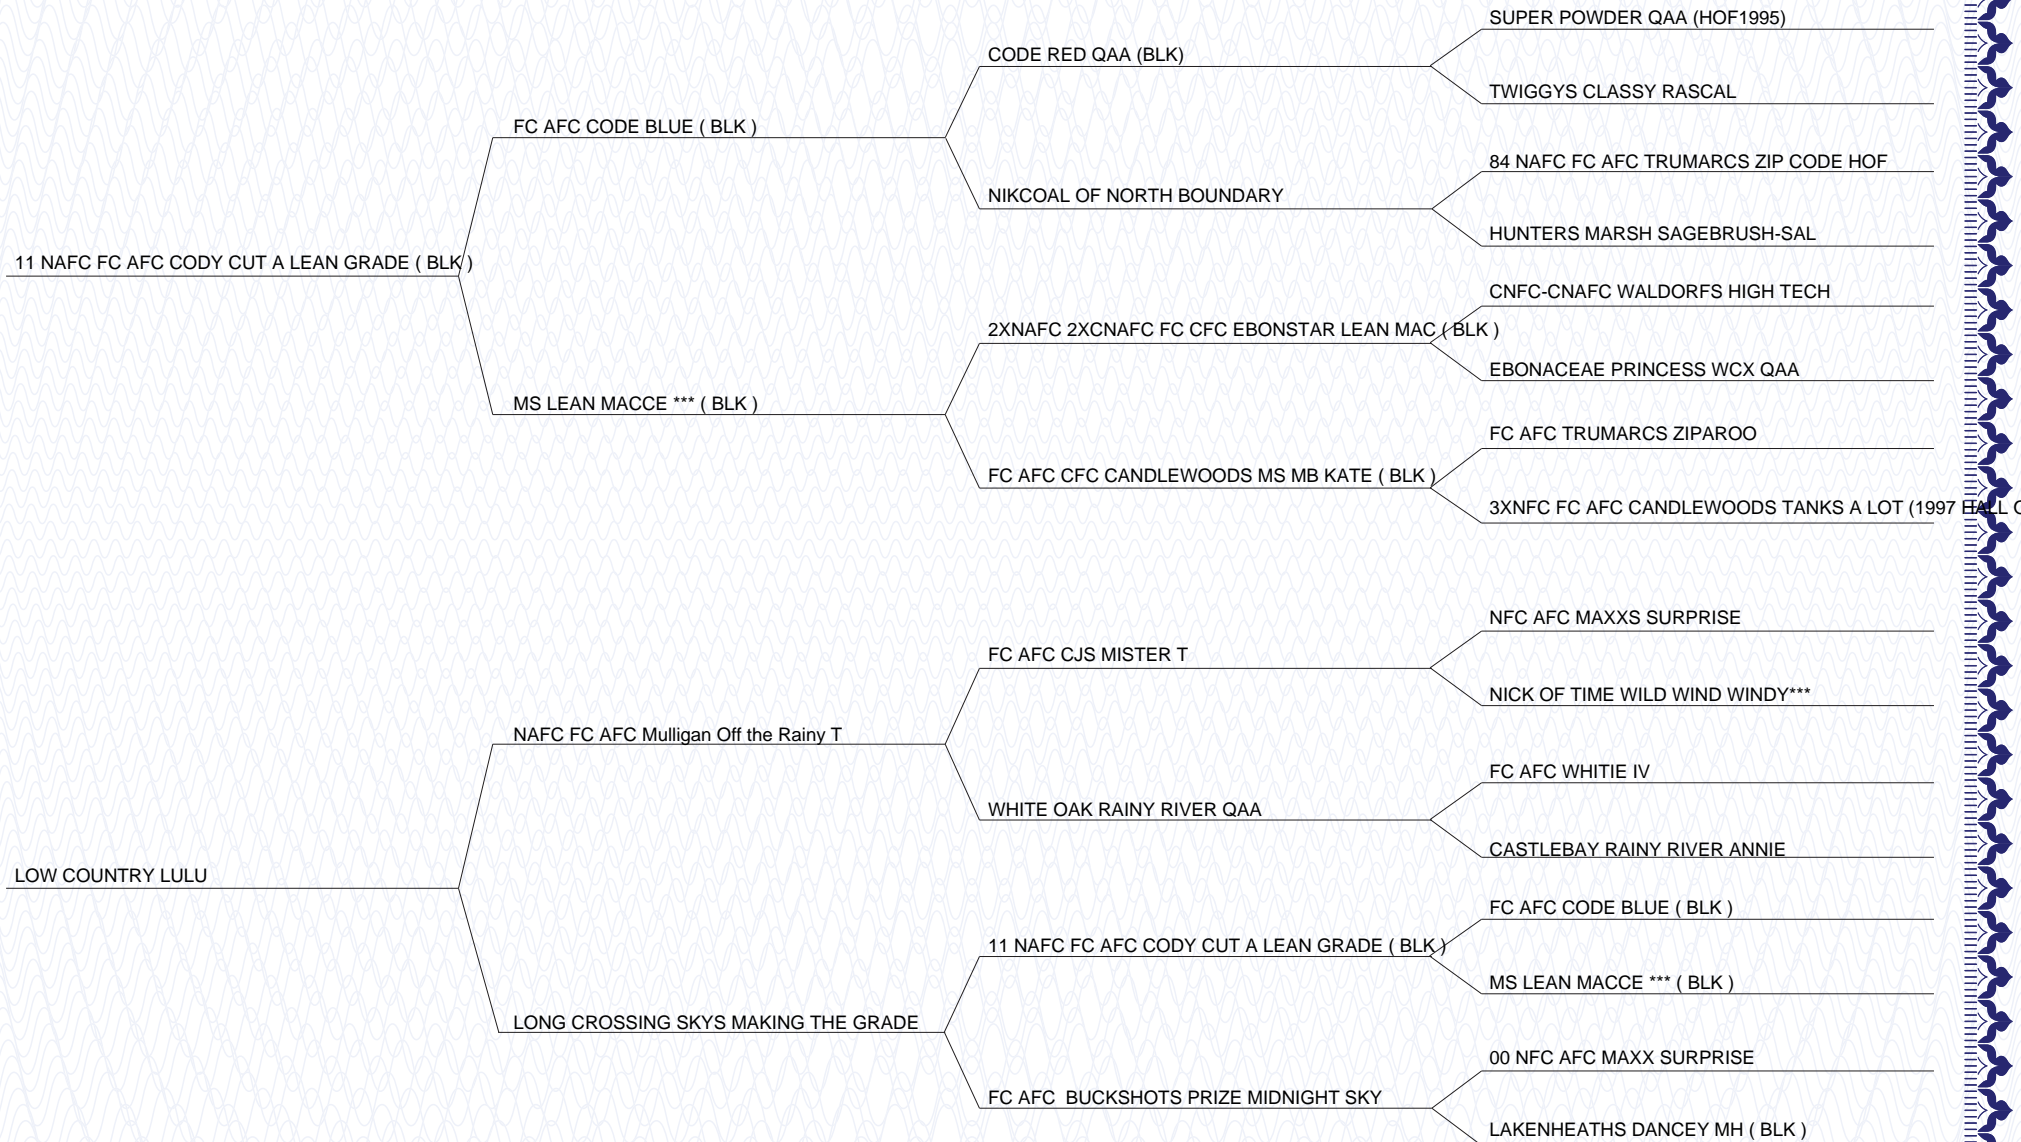 SUPER POWDER QAA (HOF1995)
CODE RED QAA (BLK)
TWIGGYS CLASSY RASCAL
FC AFC CODE BLUE ( BLK )
84 NAFC FC AFC TRUMARCS ZIP CODE HOF
NIKCOAL OF NORTH BOUNDARY
HUNTERS MARSH SAGEBRUSH-SAL
11 NAFC FC AFC CODY CUT A LEAN GRADE ( BLK )
CNFC-CNAFC WALDORFS HIGH TECH
2XNAFC 2XCNAFC FC CFC EBONSTAR LEAN MAC ( BLK )
EBONACEAE PRINCESS WCX QAA
MS LEAN MACCE *** ( BLK )
FC AFC TRUMARCS ZIPAROO
FC AFC CFC CANDLEWOODS MS MB KATE ( BLK )
3XNFC FC AFC CANDLEWOODS TANKS A LOT (1997 HALL
NFC AFC MAXXS SURPRISE
FC AFC CJS MISTER T
NICK OF TIME WILD WIND WINDY***
NAFC FC AFC Mulligan Off the Rainy T
FC AFC WHITIE IV
WHITE OAK RAINY RIVER QAA
CASTLEBAY RAINY RIVER ANNIE
LOW COUNTRY LULU
FC AFC CODE BLUE ( BLK )
11 NAFC FC AFC CODY CUT A LEAN GRADE ( BLK )
MS LEAN MACCE *** ( BLK )
LONG CROSSING SKYS MAKING THE GRADE
00 NFC AFC MAXX SURPRISE
FC AFC  BUCKSHOTS PRIZE MIDNIGHT SKY
LAKENHEATHS DANCEY MH ( BLK )